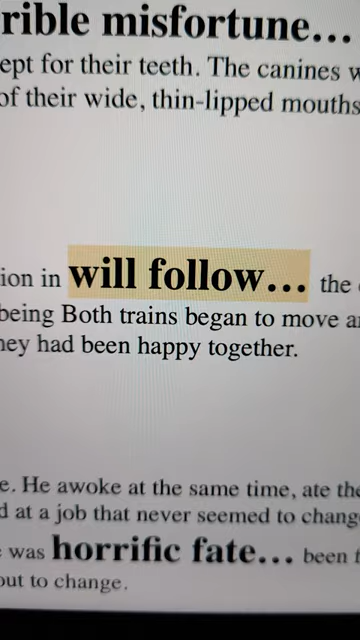 rible misfortune...
ept for their teeth. The canines w
of their wide, thin-lipped mouths
ion in will follow... the
being Both trains began to move a
ney had been happy together.
e. He awoke at the same time, ate the
d at a job that never seemed to chang
was horrific fate... been f
out to change.